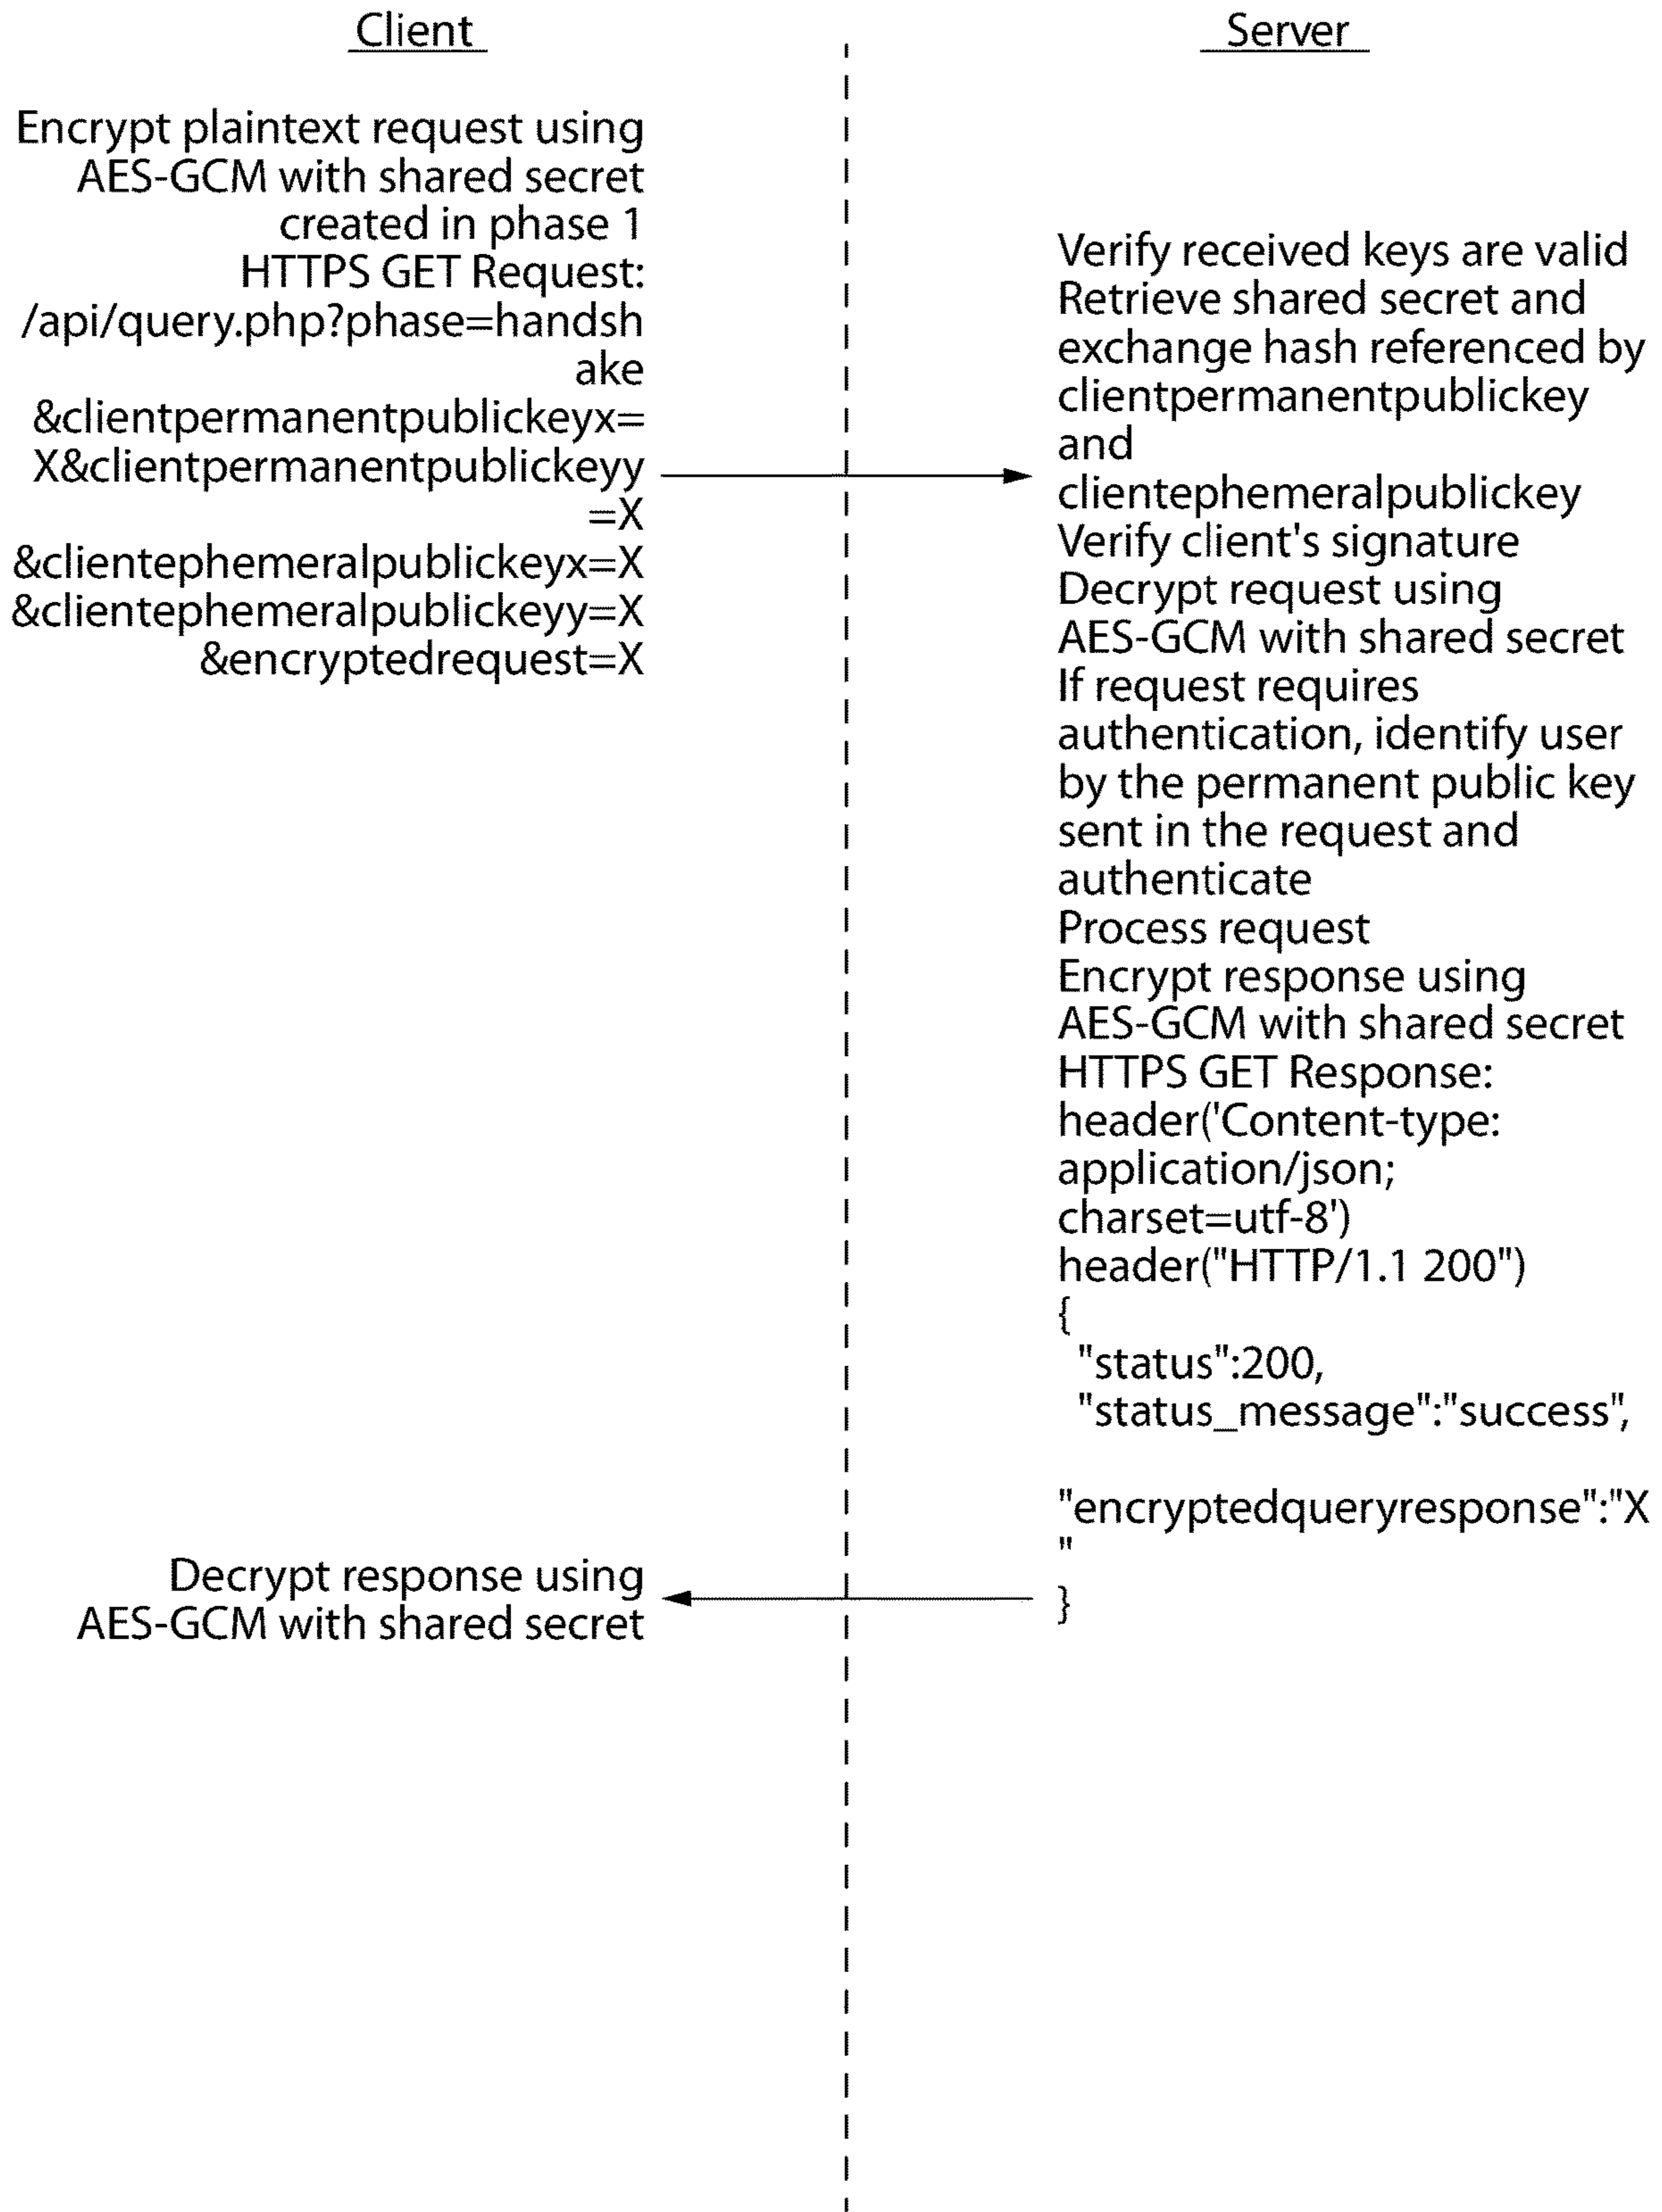 Client
Encrypt plaintext request using
AES-GCM with shared secret
created in phase 1
HTTPS GET Request:
/api/query.php?phase=handsh
ake
&clientpermanentpublickeyx=
X&clientpermanentpublickeyy
=X
&clientephemeralpublickeyx=X
&clientephemeralpublickeyy=X
&encryptedrequest=X
Server
Verify received keys are valid
Retrieve shared secret and
exchange hash referenced by
clientpermanentpublickey
and
clientephemeralpublickey
Verify client's signature
Decrypt request using
AES-GCM with shared secret
If request requires
authentication, identify user
by the permanent public key
sent in the request and
authenticate
Process request
Encrypt response using
AES-GCM with shared secret
HTTPS GET Response:
header('Content-type:
application/json;
charset=utf-8')
header("HTTP/1.1 200")
{
"status":200,
"status_message":"success",
"encryptedqueryresponse":"X
"
}
Decrypt response using
AES-GCM with shared secret